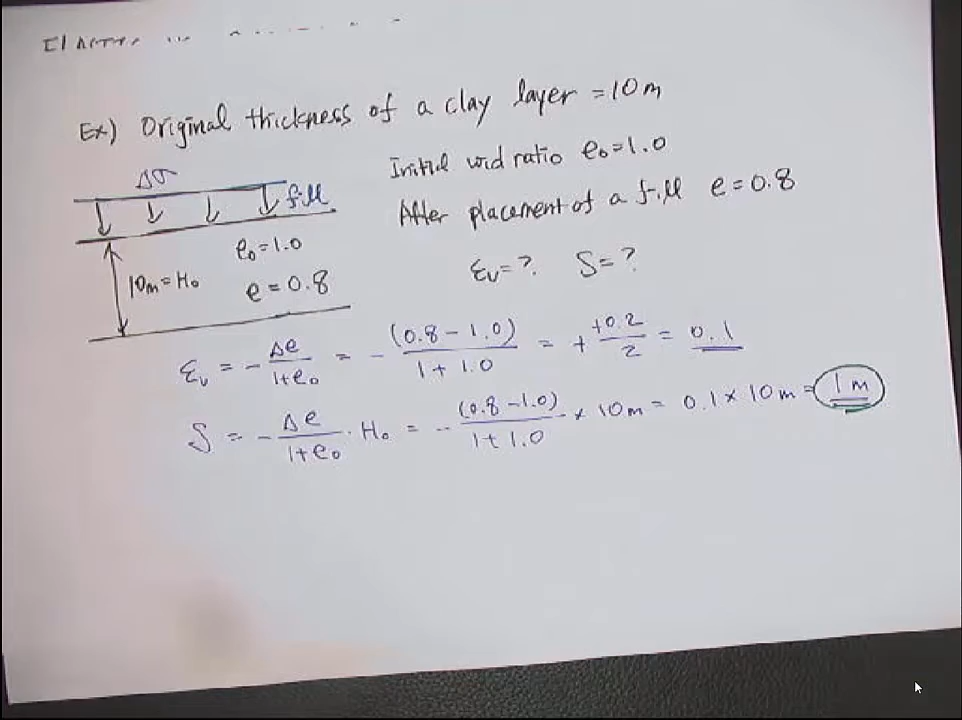 Ex) Original thickness of a clay layer = 10m
Initial void ratio e₀ = 1.0
After placement of a fill e = 0.8
εᵥ = ?. S = ?
Δσ
fill
e₀ = 1.0
10m = H₀
e = 0.8
εᵥ = - Δe / 1+e₀ = - (0.8 - 1.0) / 1 + 1.0 = + +0.2 / 2 = 0.1
S = - Δe / 1+e₀ · H₀ = - (0.8 - 1.0) / 1 + 1.0 × 10m = 0.1 × 10m = 1m